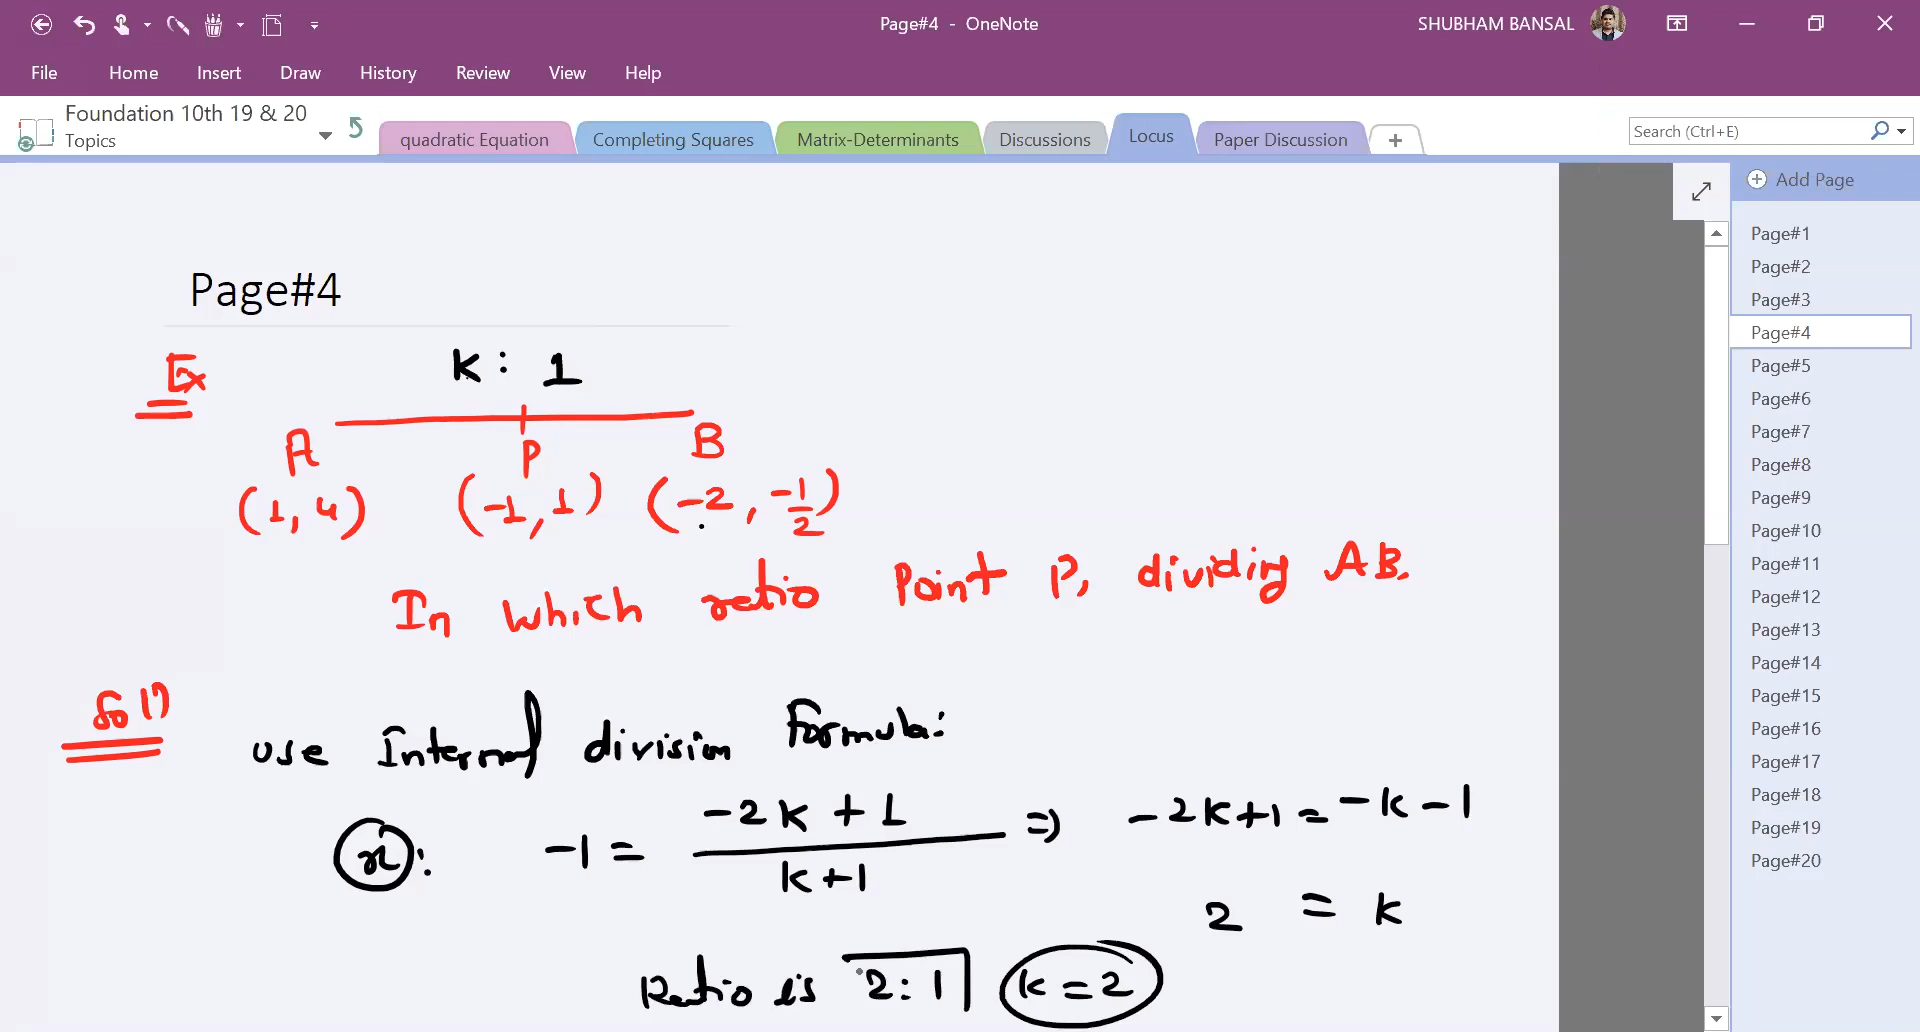 Page#4 - OneNote
SHUBHAM BANSAL
File Home Insert Draw History Review View Help
Foundation 10th 19 & 20
Topics
quadratic Equation Completing Squares Matrix-Determinants Discussions Locus Paper Discussion +
Search (Ctrl+E)
Add Page
Page#1
Page#2
Page#3
Page#4
Page#5
Page#6
Page#7
Page#8
Page#9
Page#10
Page#11
Page#12
Page#13
Page#14
Page#15
Page#16
Page#17
Page#18
Page#19
Page#20
Page#4
Ex
K : 1
A P B
(1, 4) (-1, 1) (-2, -1/2)
In which ratio Point P, dividing AB.
Sol)
use Internal division Formula:
x: -1 = (-2k + 1)/(k+1) => -2k+1 = -k-1
2 = k
Ratio is 2:1 k=2